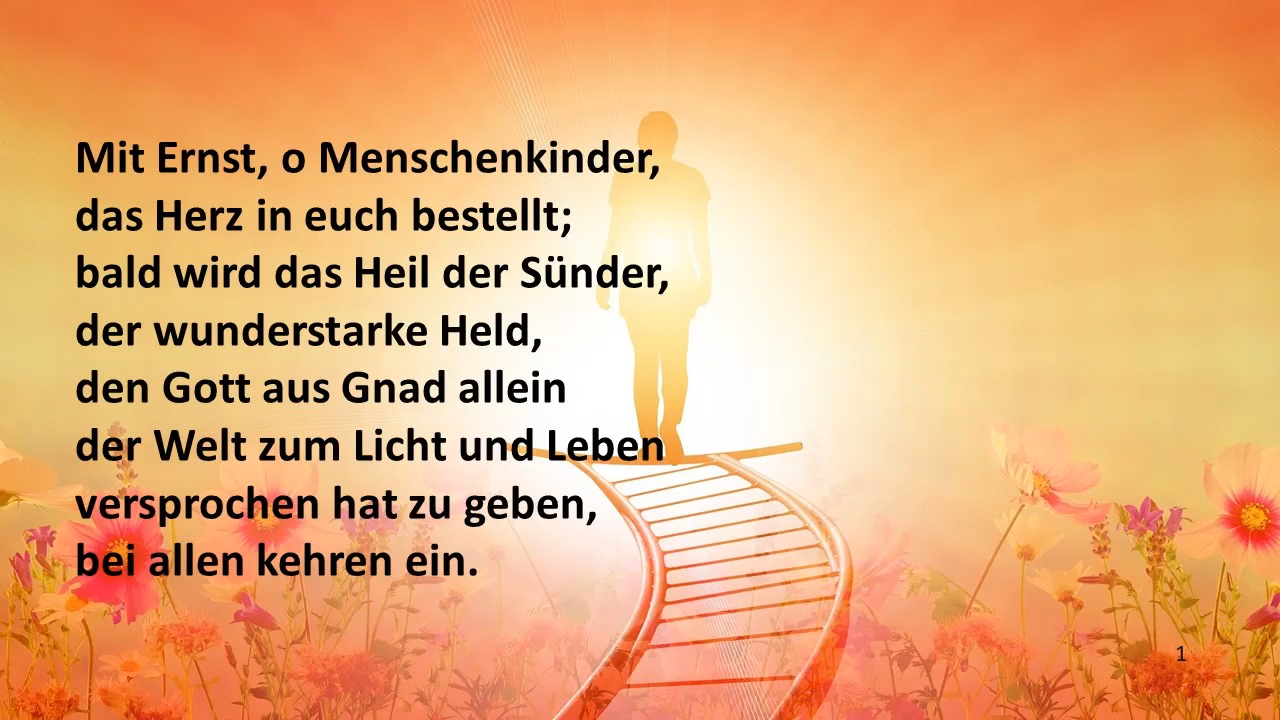 Mit Ernst, o Menschenkinder,
das Herz in euch bestellt;
bald wird das Heil der Sünder,
der wunderstarke Held,
den Gott aus Gnad allein
der Welt zum Licht und Leben
versprochen hat zu geben,
bei allen kehren ein.
1